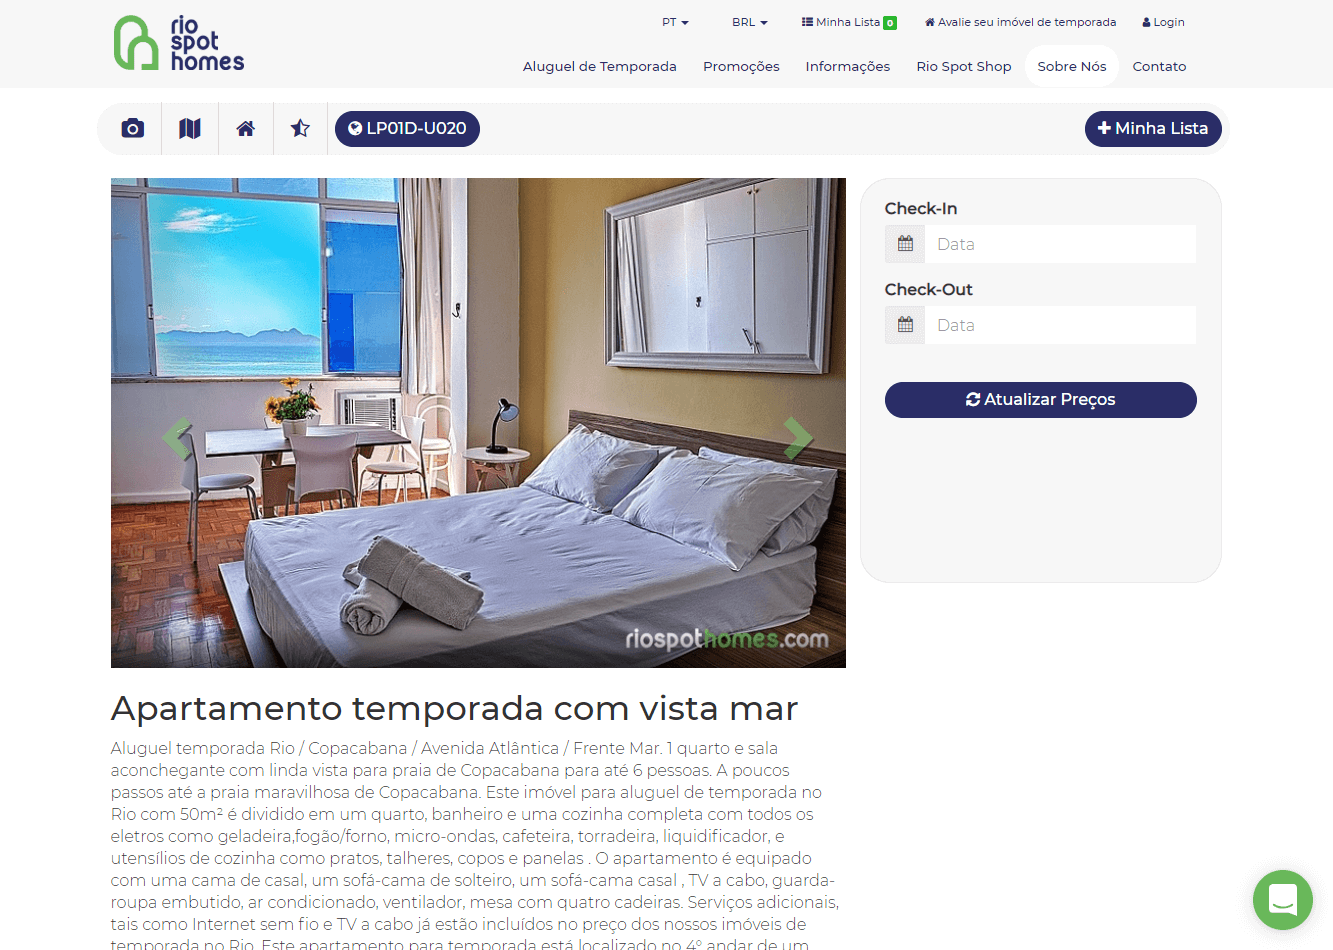 rio
spot
homes
PT
BRL
Minha Lista 0
Avalie seu imóvel de temporada
Login
Aluguel de Temporada
Promoções
Informações
Rio Spot Shop
Sobre Nós
Contato
LP01D-U020
Minha Lista
Check-In
Data
Check-Out
Data
Atualizar Preços
riospothomes.com
Apartamento temporada com vista mar
Aluguel temporada Rio / Copacabana / Avenida Atlântica / Frente Mar. 1 quarto e sala
aconchegante com linda vista para praia de Copacabana para até 6 pessoas. A poucos
passos até a praia maravilhosa de Copacabana. Este imóvel para aluguel de temporada no
Rio com 50m² é dividido em um quarto, banheiro e uma cozinha completa com todos os
eletros como geladeira,fogão/forno, micro-ondas, cafeteira, torradeira, liquidificador, e
utensílios de cozinha como pratos, talheres, copos e panelas . O apartamento é equipado
com uma cama de casal, um sofá-cama de solteiro, um sofá-cama casal , TV a cabo, guarda-
roupa embutido, ar condicionado, ventilador, mesa com quatro cadeiras. Serviços adicionais,
tais como Internet sem fio e TV a cabo já estão incluídos no preço dos nossos imóveis de
temporada no Rio. Este apartamento para temporada está localizado no 4º andar de um